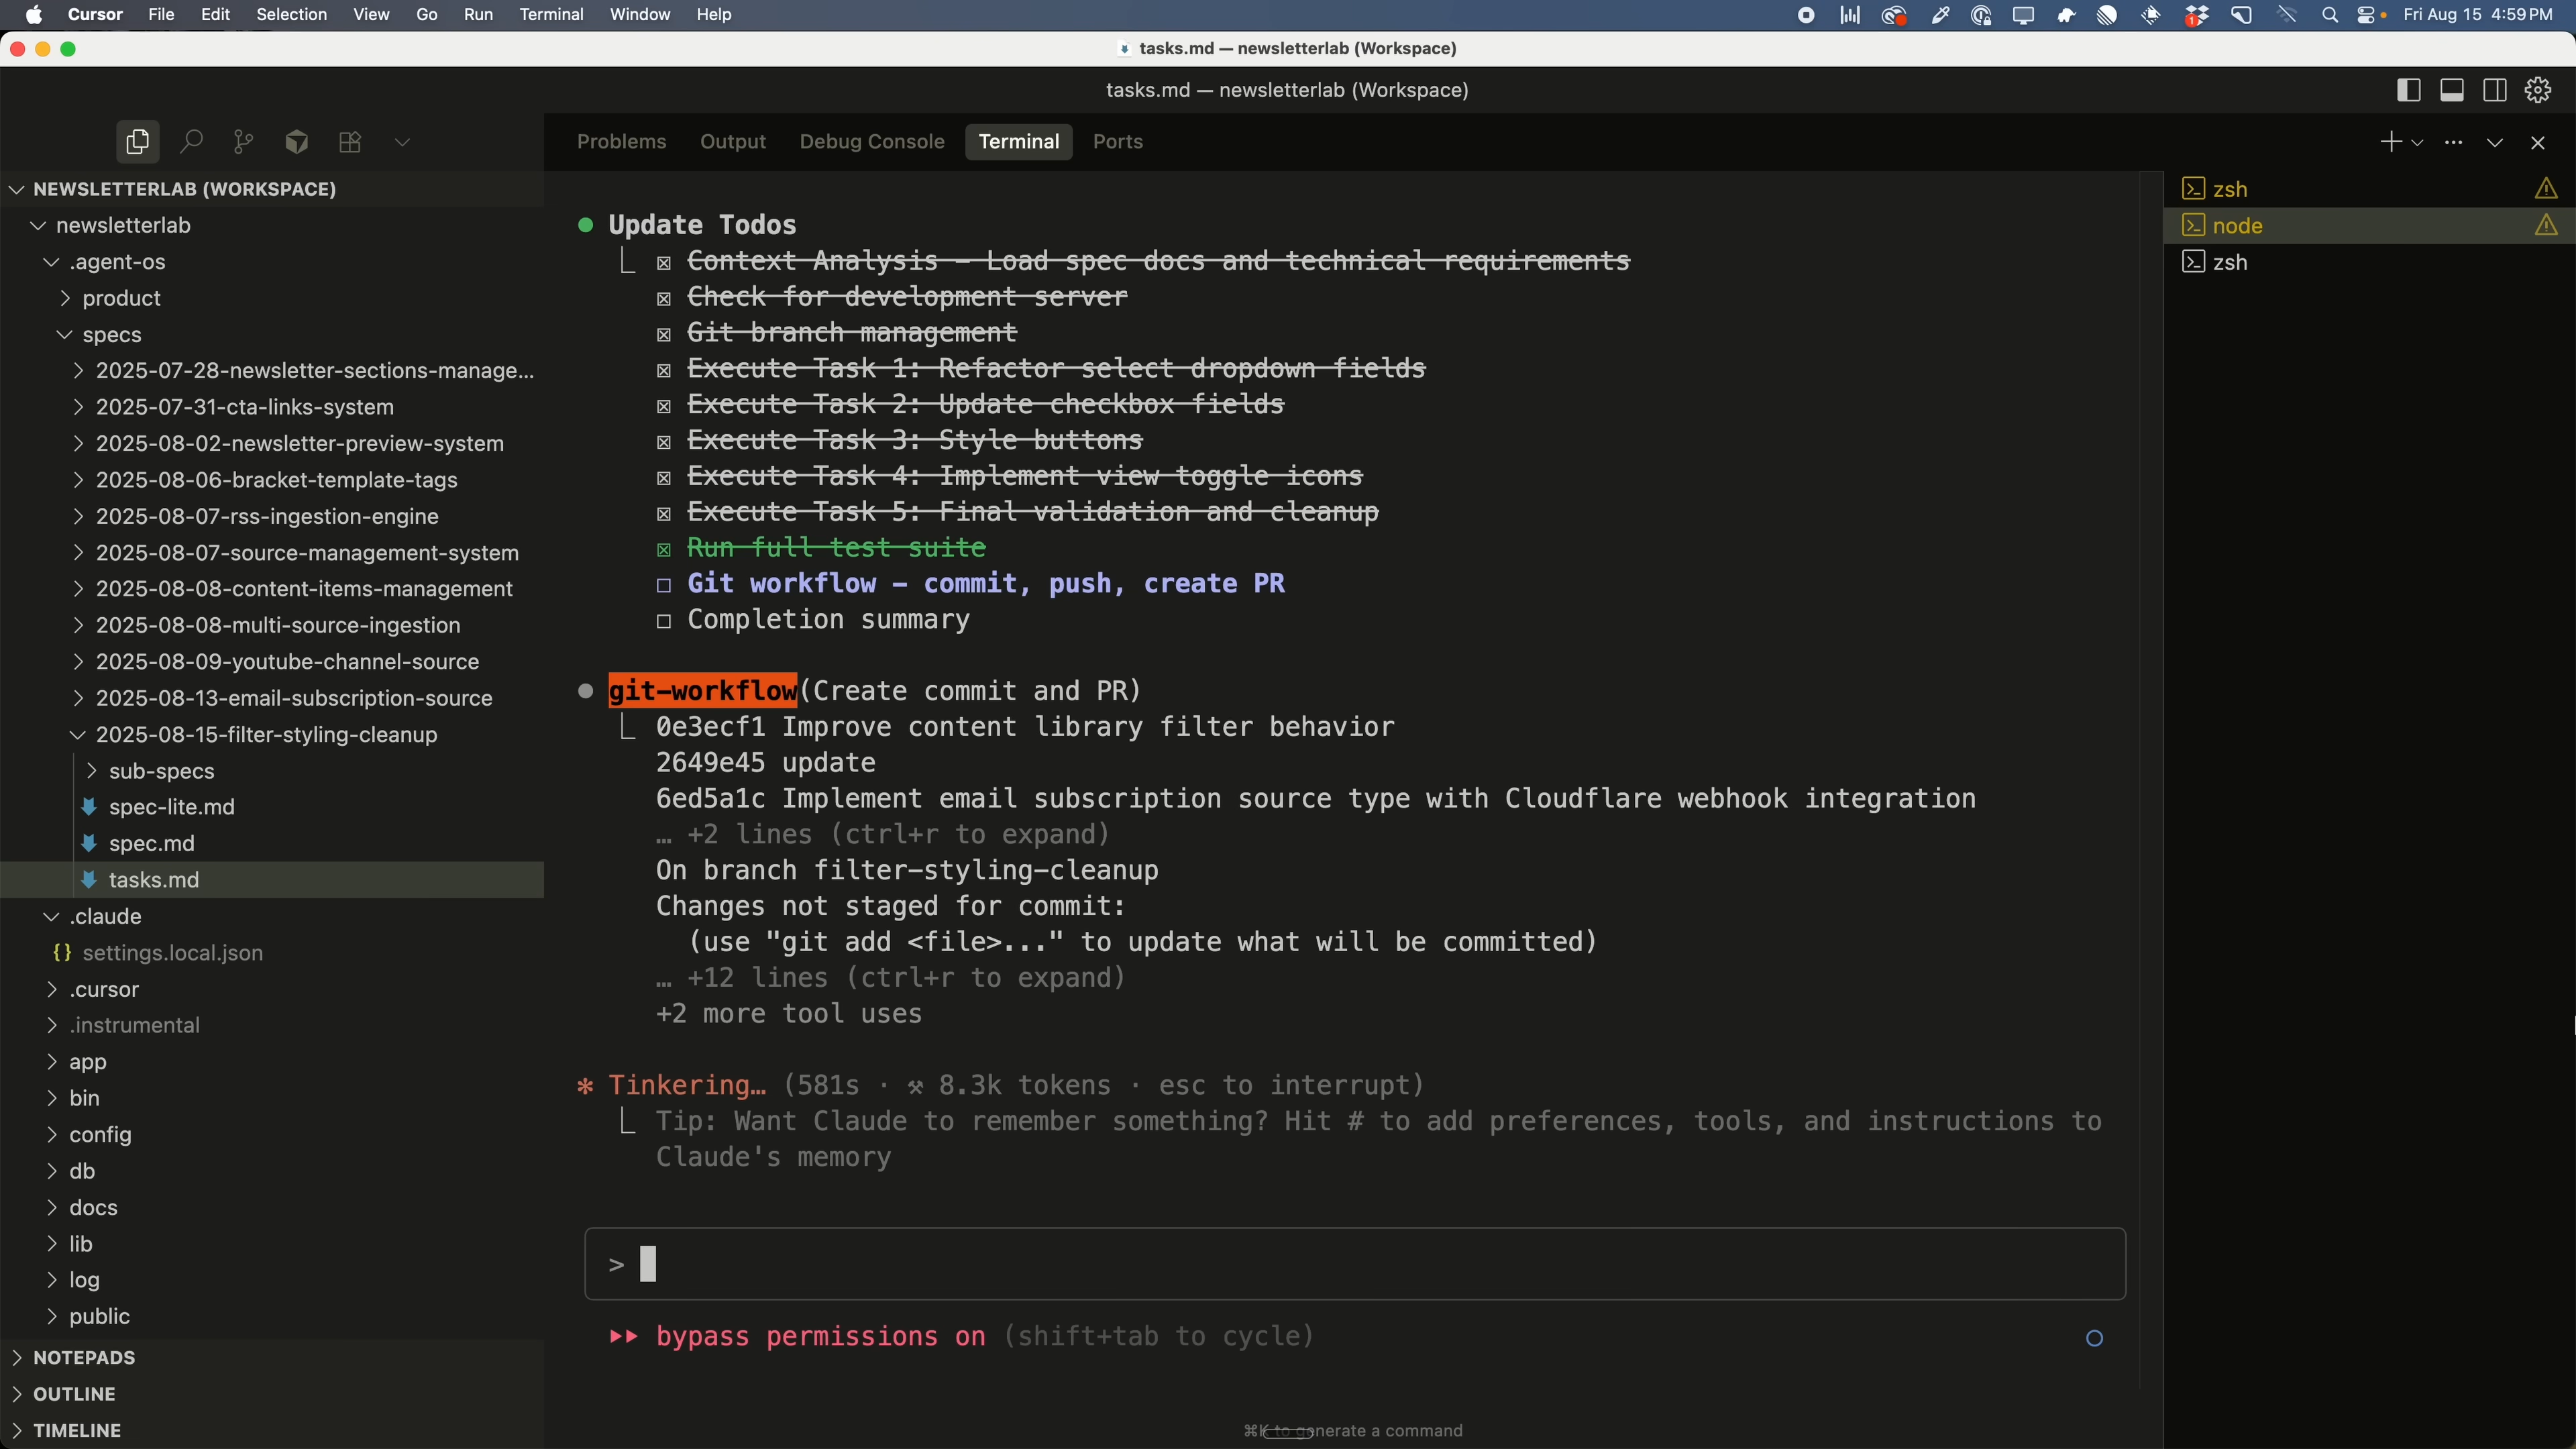 Cursor File Edit Selection View Go Run Terminal Window Help
1
Fri Aug 15 4:59 PM
tasks.md — newsletterlab (Workspace)
tasks.md — newsletterlab (Workspace)
Problems Output Debug Console Terminal Ports
NEWSLETTERLAB (WORKSPACE)
newsletterlab
.agent-os
product
specs
2025-07-28-newsletter-sections-manage...
2025-07-31-cta-links-system
2025-08-02-newsletter-preview-system
2025-08-06-bracket-template-tags
2025-08-07-rss-ingestion-engine
2025-08-07-source-management-system
2025-08-08-content-items-management
2025-08-08-multi-source-ingestion
2025-08-09-youtube-channel-source
2025-08-13-email-subscription-source
2025-08-15-filter-styling-cleanup
sub-specs
spec-lite.md
spec.md
tasks.md
.claude
{} settings.local.json
.cursor
.instrumental
app
bin
config
db
docs
lib
log
public
NOTEPADS
OUTLINE
TIMELINE
● Update Todos
⎿ ☒ Context Analysis - Load spec docs and technical requirements
☒ Check for development server
☒ Git branch management
☒ Execute Task 1: Refactor select dropdown fields
☒ Execute Task 2: Update checkbox fields
☒ Execute Task 3: Style buttons
☒ Execute Task 4: Implement view toggle icons
☒ Execute Task 5: Final validation and cleanup
☒ Run full test suite
☐ Git workflow - commit, push, create PR
☐ Completion summary
● git-workflow(Create commit and PR)
⎿ 0e3ecf1 Improve content library filter behavior
2649e45 update
6ed5a1c Implement email subscription source type with Cloudflare webhook integration
… +2 lines (ctrl+r to expand)
On branch filter-styling-cleanup
Changes not staged for commit:
(use "git add <file>..." to update what will be committed)
… +12 lines (ctrl+r to expand)
+2 more tool uses
✻ Tinkering… (581s · ⚒ 8.3k tokens · esc to interrupt)
⎿ Tip: Want Claude to remember something? Hit # to add preferences, tools, and instructions to
Claude's memory
>
▸▸ bypass permissions on (shift+tab to cycle)
⌘K to generate a command
zsh
node
zsh